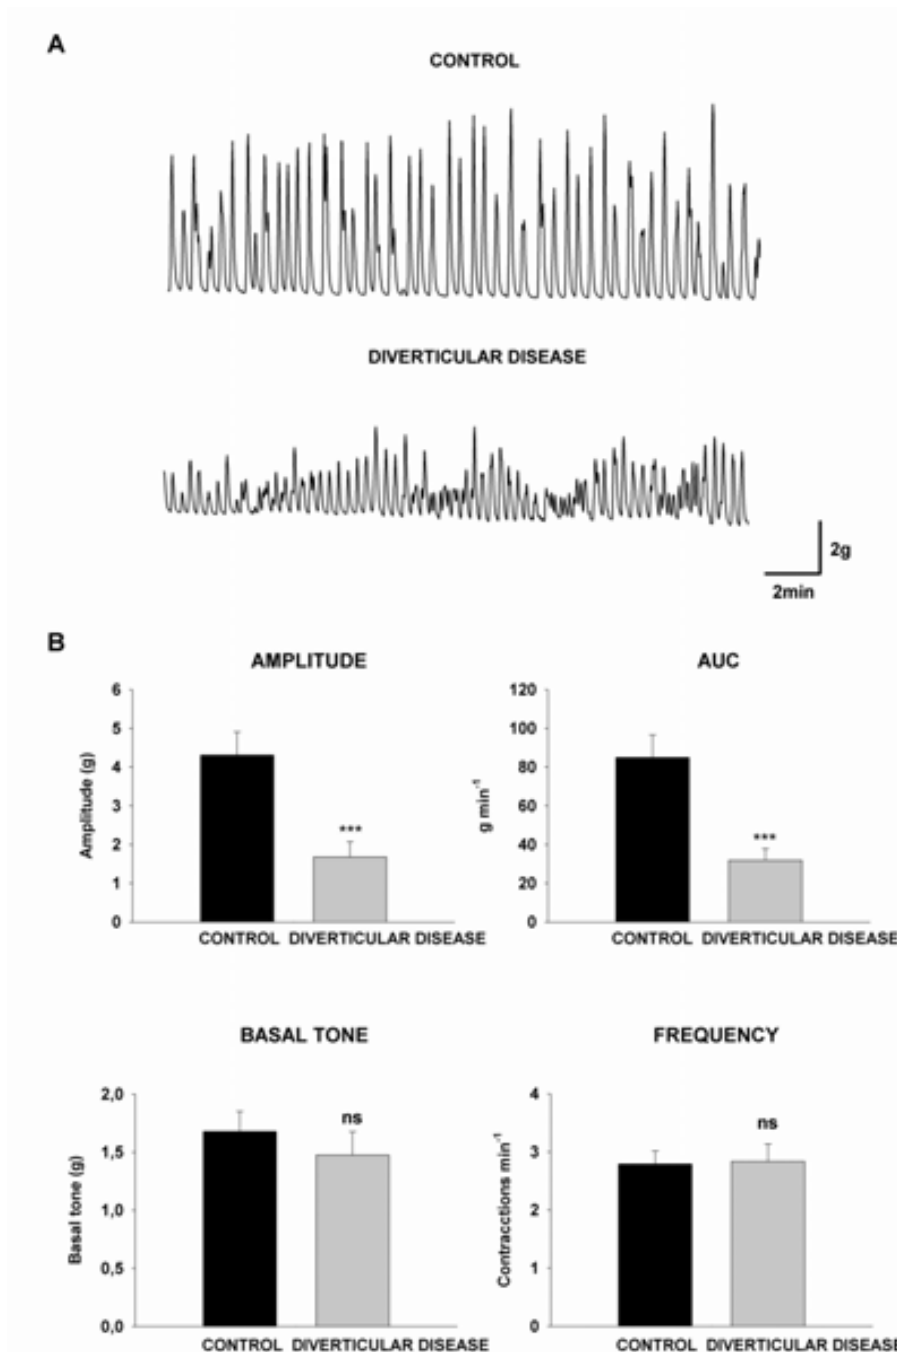 A
CONTROL
DIVERTICULAR DISEASE
2g
2min
B
AMPLITUDE
6
5
4
3
2
1
0
Amplitude (g)
***
CONTROL DIVERTICULAR DISEASE
AUC
120
100
80
60
40
20
0
g min-1
***
CONTROL DIVERTICULAR DISEASE
BASAL TONE
2,0
1,5
1,0
0,5
0,0
Basal tone (g)
ns
CONTROL DIVERTICULAR DISEASE
FREQUENCY
4
3
2
1
0
Contracctions min-1
ns
CONTROL DIVERTICULAR DISEASE